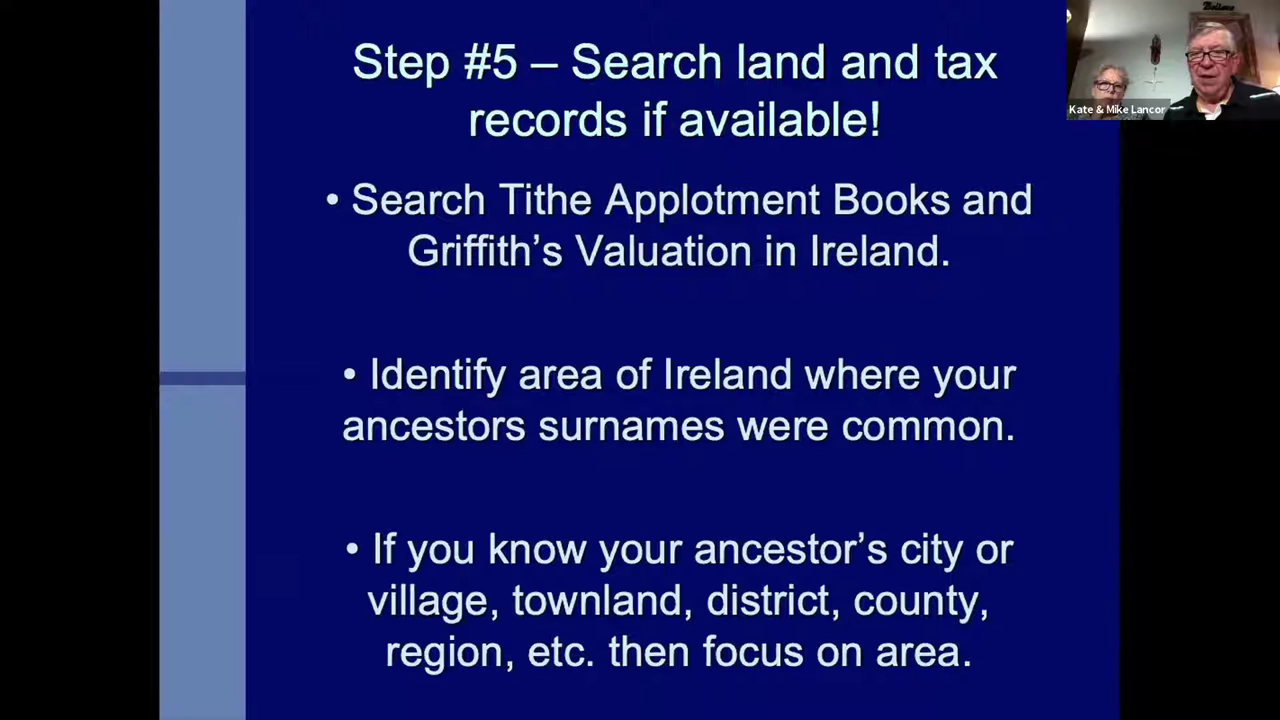 Step #5 – Search land and tax
records if available!
• Search Tithe Applotment Books and
Griffith’s Valuation in Ireland.
• Identify area of Ireland where your
ancestors surnames were common.
• If you know your ancestor’s city or
village, townland, district, county,
region, etc. then focus on area.
Believe
Kate & Mike Lancor